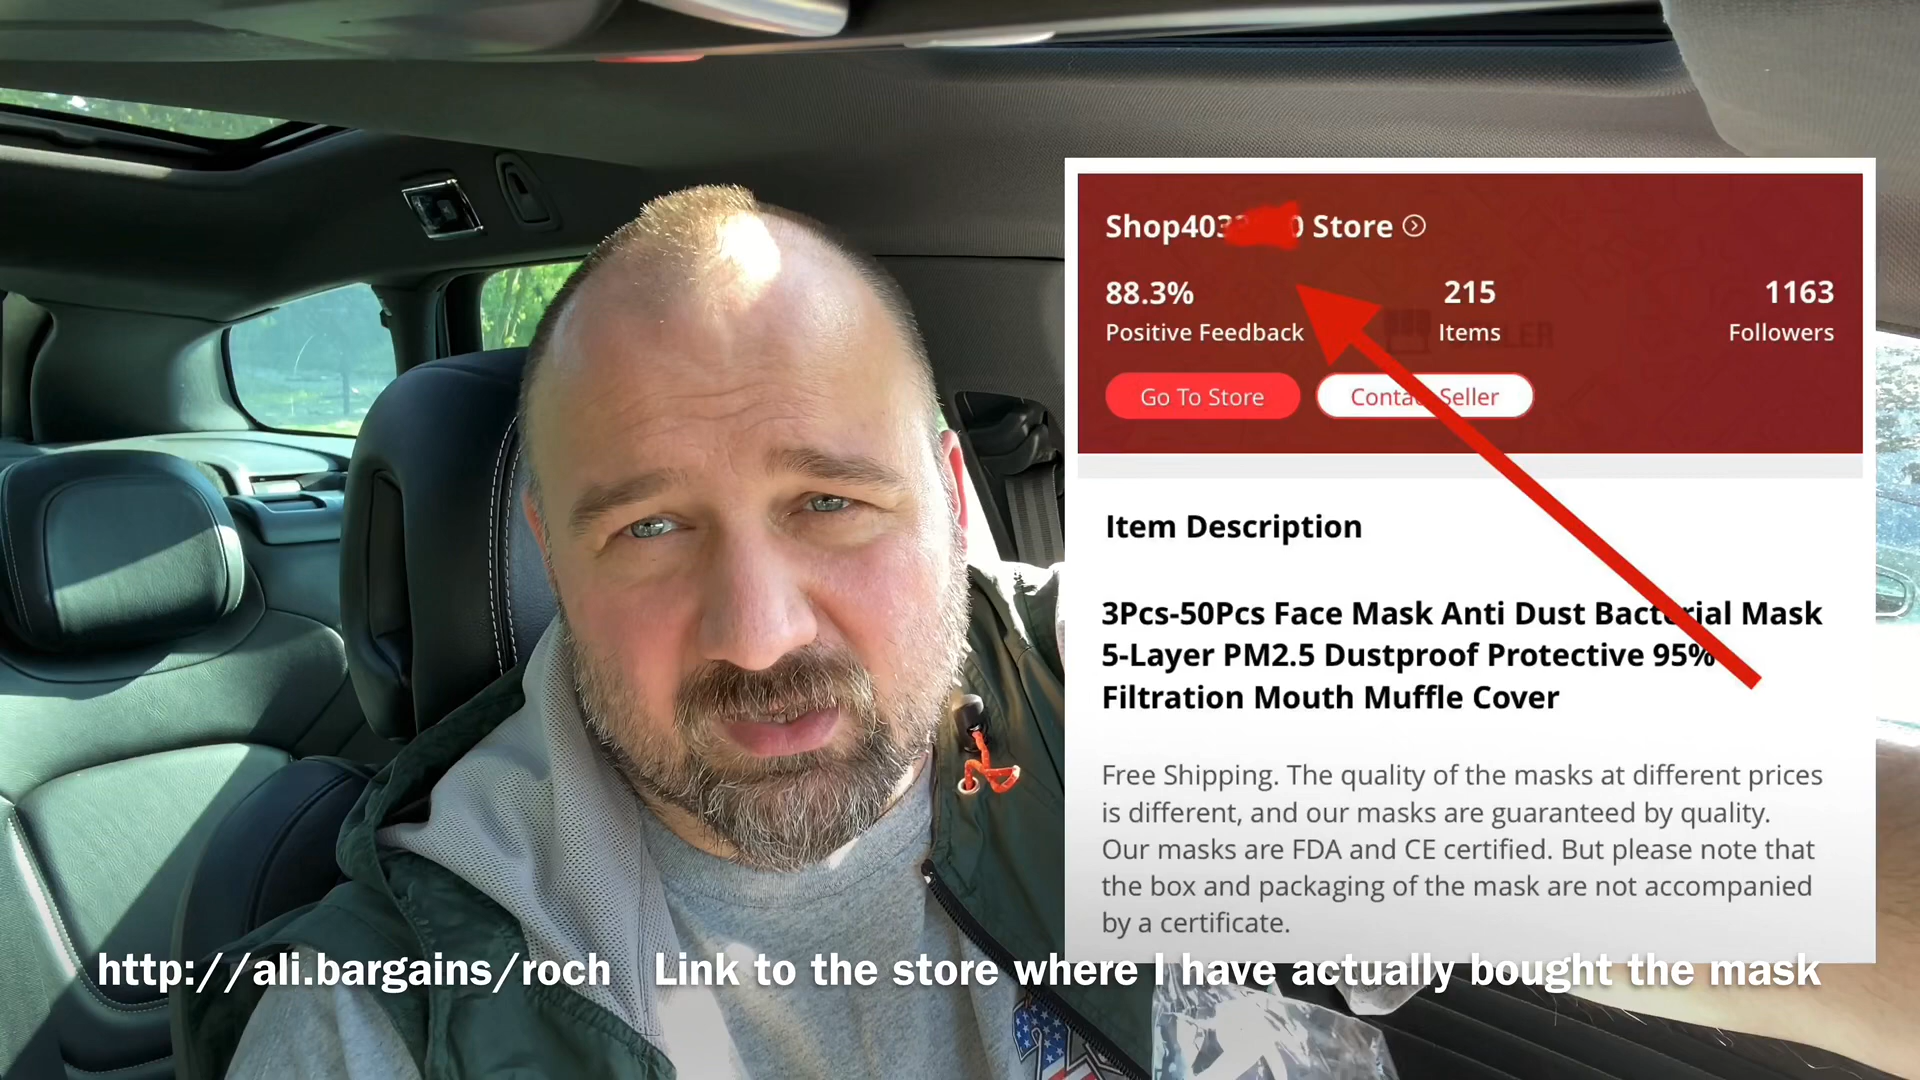 Shop403 0 Store
88.3%
215
1163
Positive Feedback
Items
Followers
Go To Store
Contact Seller
Item Description
3Pcs-50Pcs Face Mask Anti Dust Bacterial Mask
5-Layer PM2.5 Dustproof Protective 95%
Filtration Mouth Muffle Cover
Free Shipping. The quality of the masks at different prices
is different, and our masks are guaranteed by quality.
Our masks are FDA and CE certified. But please note that
the box and packaging of the mask are not accompanied
by a certificate.
http://ali.bargains/roch Link to the store where I have actually bought the mask